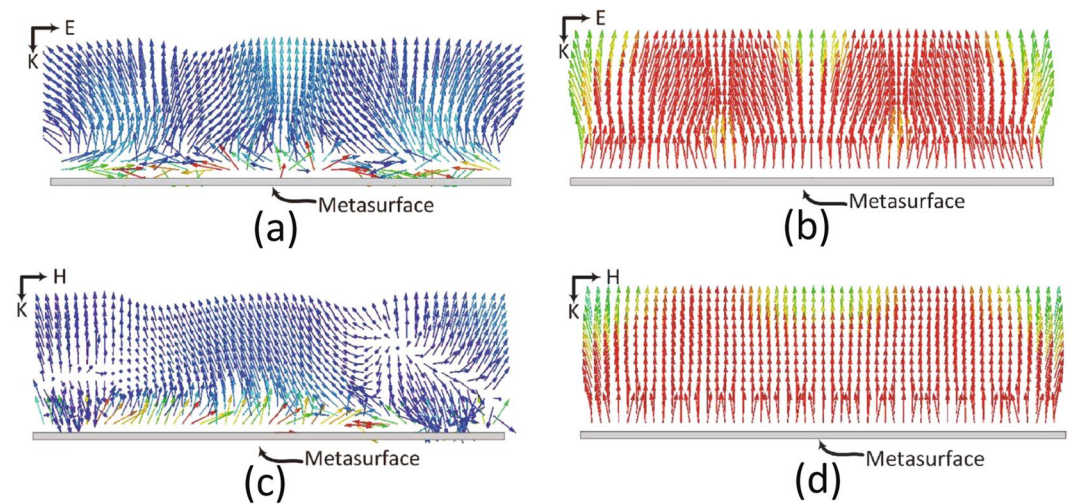 E
K
Metasurface
(a)
E
K
Metasurface
(b)
H
K
Metasurface
(c)
H
K
Metasurface
(d)